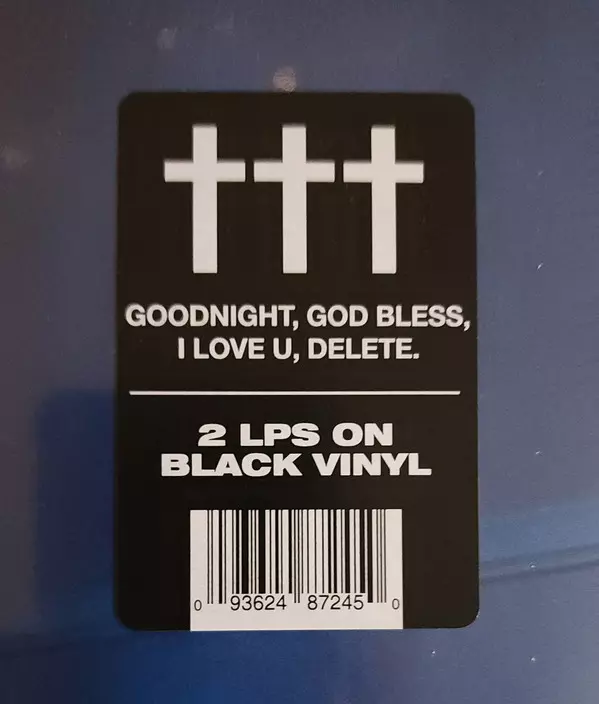 †††
GOODNIGHT, GOD BLESS,
I LOVE U, DELETE.
2 LPS ON
BLACK VINYL
0 93624 87245 0